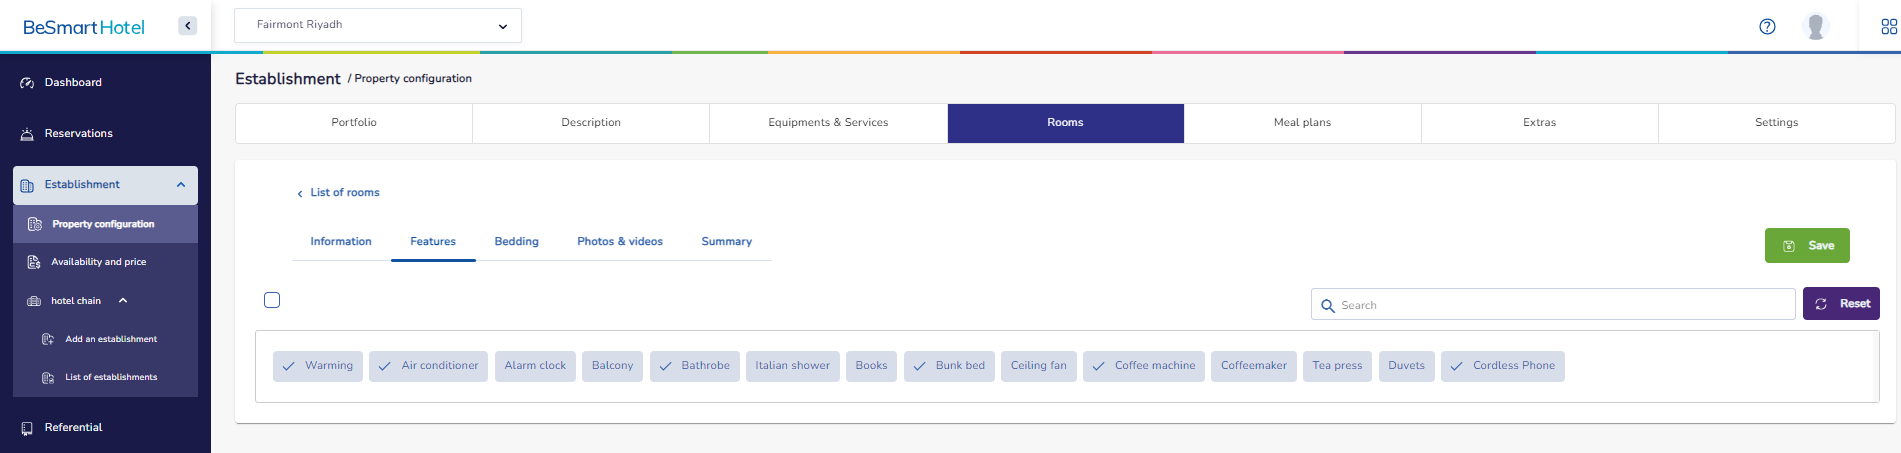 BeSmart Hotel
Fairmont Riyadh
Dashboard
Reservations
Establishment
Property configuration
Availability and price
hotel chain
Add an establishment
List of establishments
Referential
Establishment / Property configuration
Portfolio Description Equipments & Services Rooms Meal plans Extras Settings
List of rooms
Information Features Bedding Photos & videos Summary
Save
Search
Reset
Warming Air conditioner Alarm clock Balcony Bathrobe Italian shower Books Bunk bed Ceiling fan Coffee machine Coffeemaker Tea press Duvets Cordless Phone